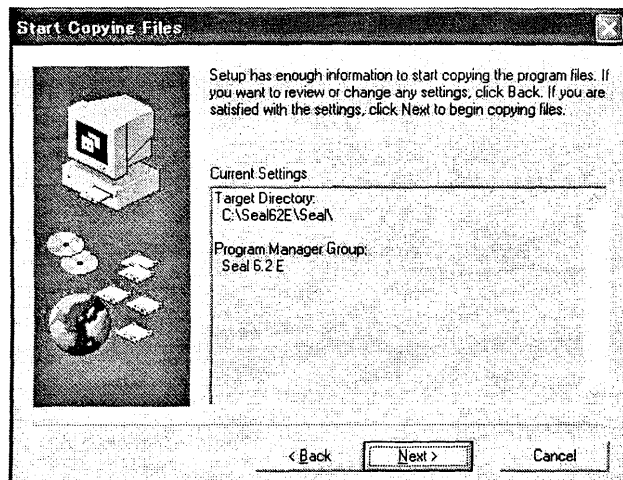 Start Copying Files
Setup has enough information to start copying the program files. If
you want to review or change any settings, click Back. If you are
satisfied with the settings, click Next to begin copying files.
Current Settings
Target Directory:
C:\Seal62E\Seal\
Program Manager Group:
Seal 6.2 E
< Back
Next >
Cancel